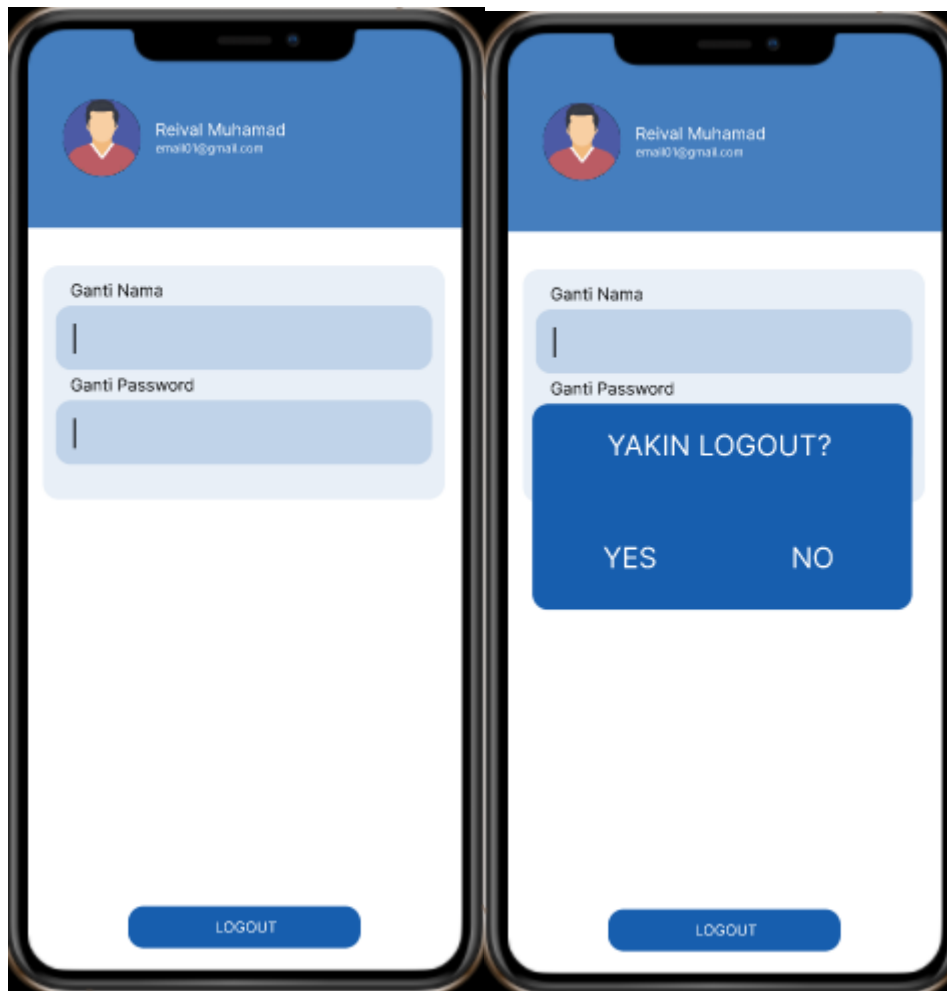 Reival Muhamad
email01@gmail.com
Ganti Nama
Ganti Password
LOGOUT
Reival Muhamad
email01@gmail.com
Ganti Nama
Ganti Password
YAKIN LOGOUT?
YES NO
LOGOUT